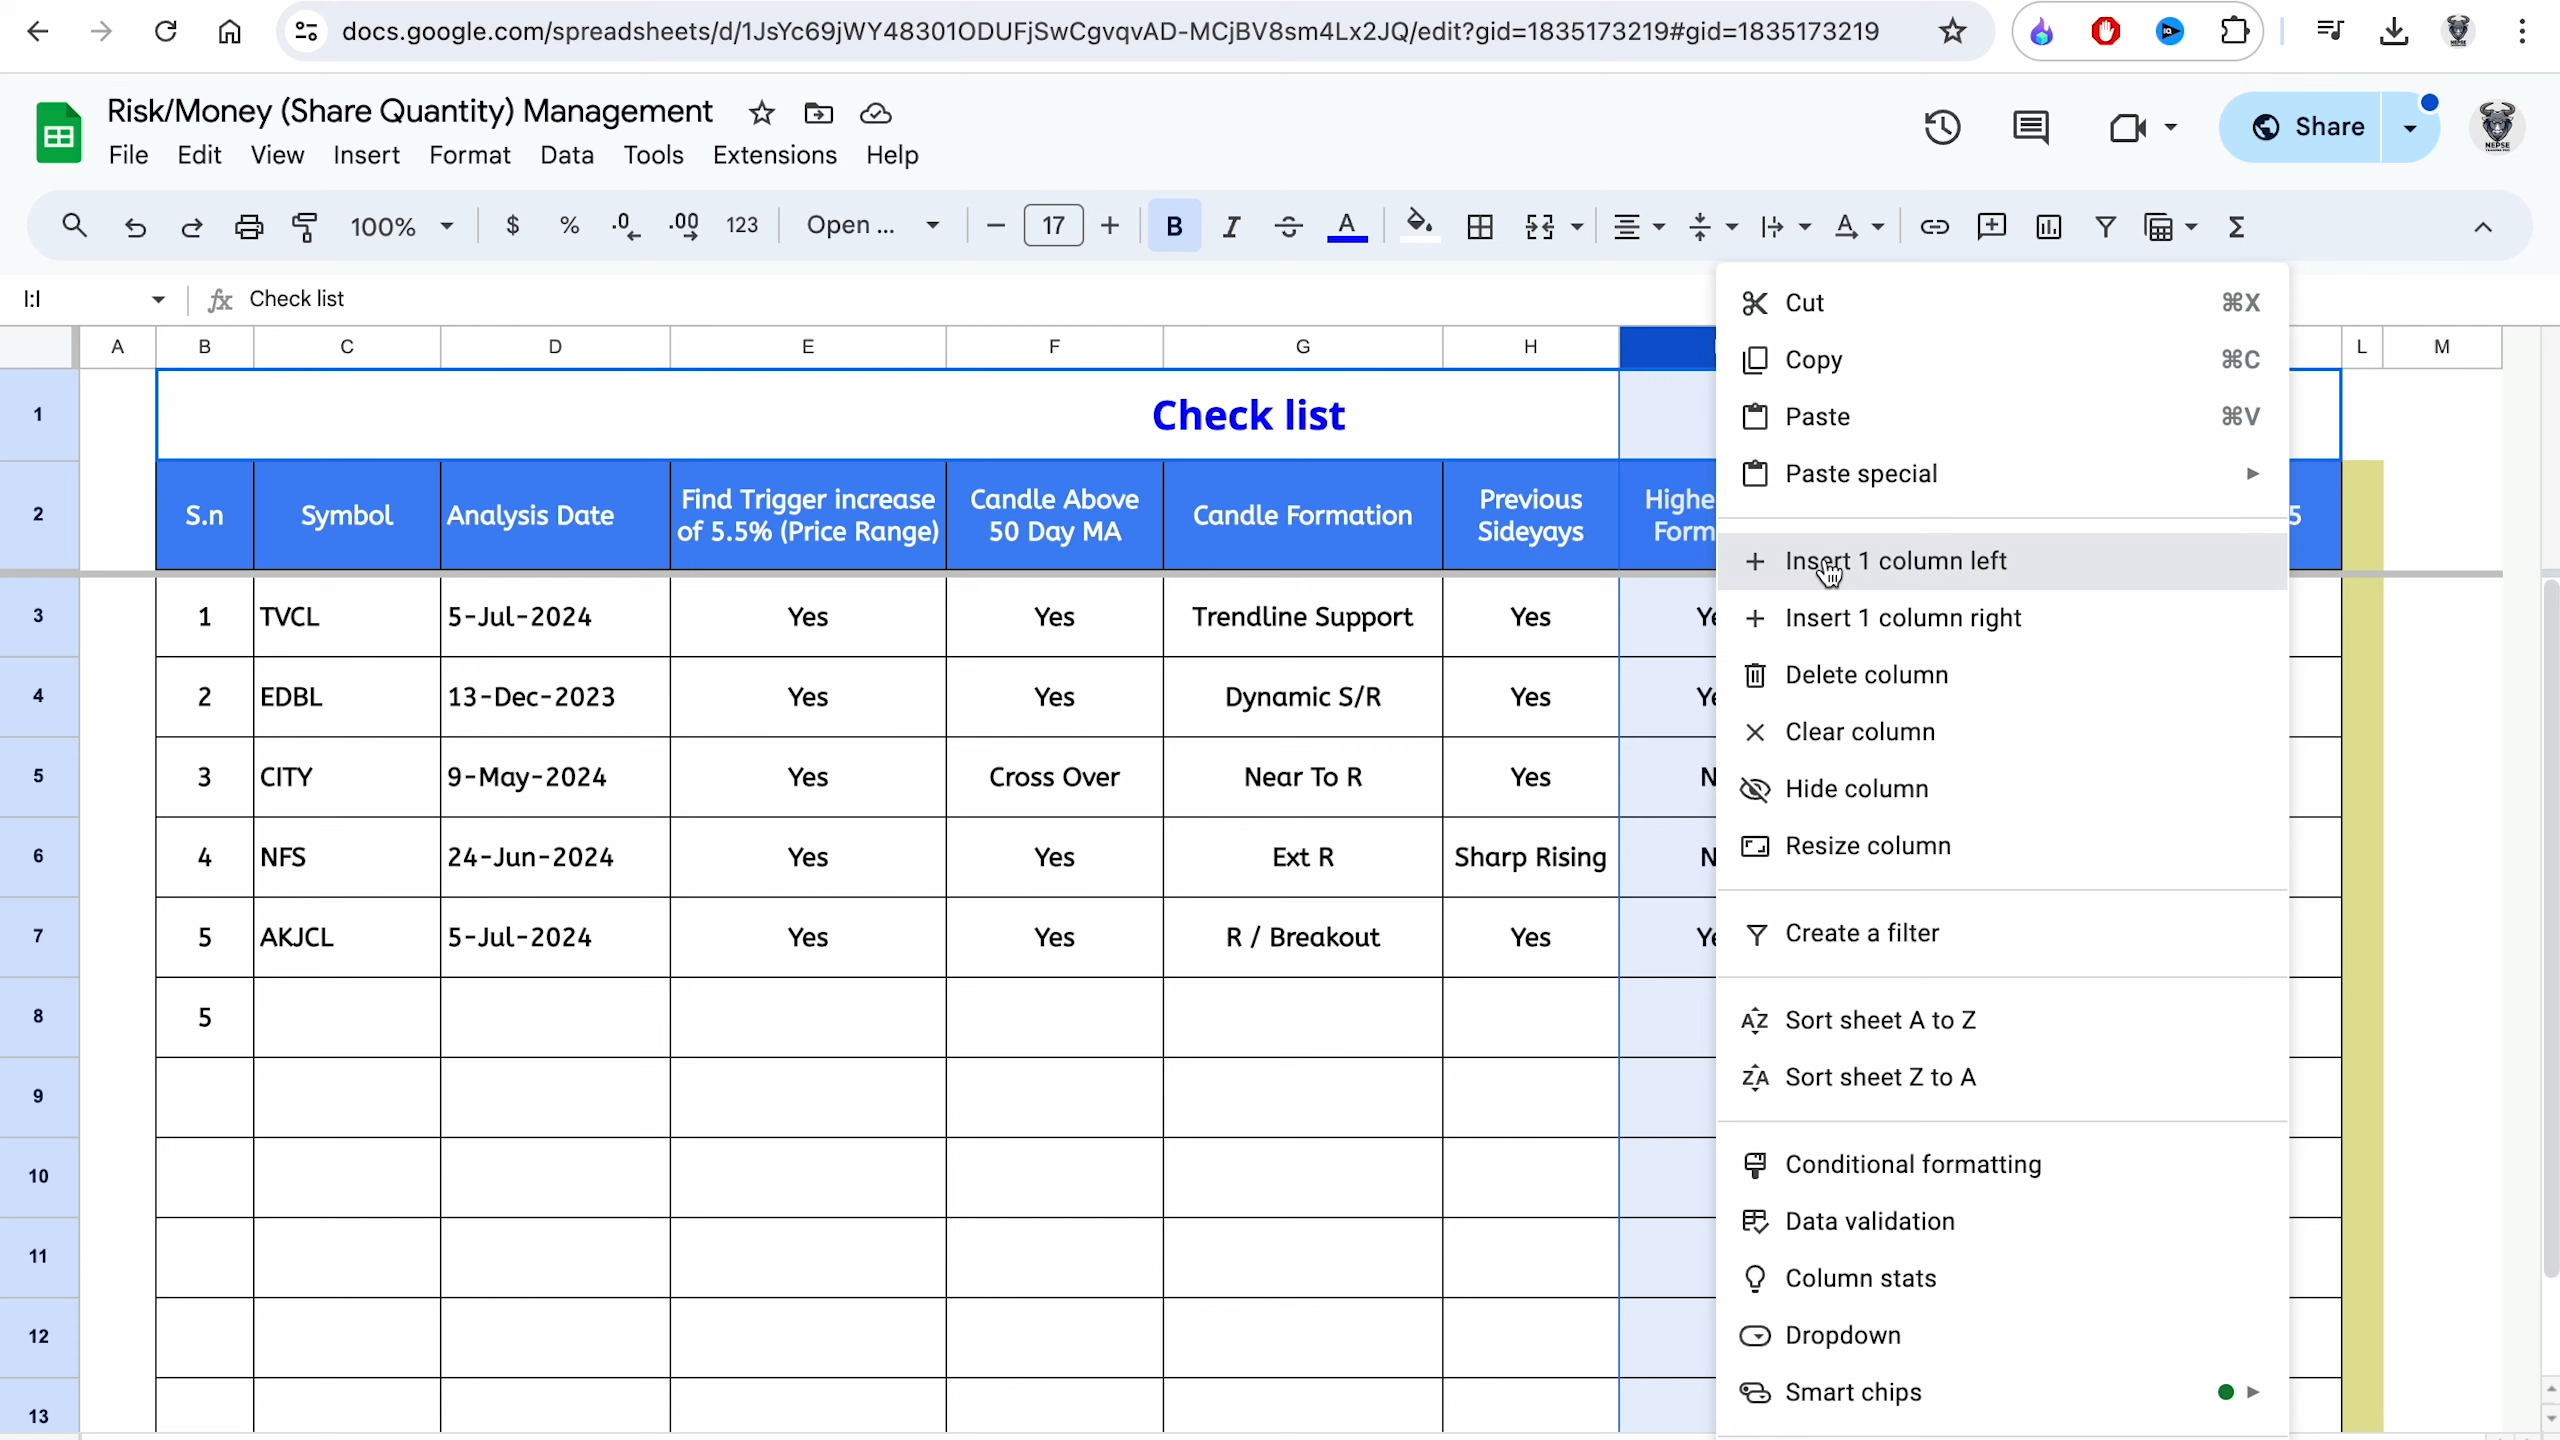 docs.google.com/spreadsheets/d/1JsYc69jWY48301ODUFjSwCgvqvAD-MCjBV8sm4Lx2JQ/edit?gid=1835173219#gid=1835173219
Risk/Money (Share Quantity) Management
File Edit View Insert Format Data Tools Extensions Help
Share
NEPSE
100% $ % .0 .00 123 Open ... 17 B I S A
I:I fx Check list
A B C D E F G H L M
1 Check list
2 S.n Symbol Analysis Date Find Trigger increase of 5.5% (Price Range) Candle Above 50 Day MA Candle Formation Previous Sideyays Highe Form 5
3 1 TVCL 5-Jul-2024 Yes Yes Trendline Support Yes Ye
4 2 EDBL 13-Dec-2023 Yes Yes Dynamic S/R Yes Ye
5 3 CITY 9-May-2024 Yes Cross Over Near To R Yes N
6 4 NFS 24-Jun-2024 Yes Yes Ext R Sharp Rising N
7 5 AKJCL 5-Jul-2024 Yes Yes R / Breakout Yes Ye
8 5
9
10
11
12
13
Cut ⌘X
Copy ⌘C
Paste ⌘V
Paste special
Insert 1 column left
Insert 1 column right
Delete column
Clear column
Hide column
Resize column
Create a filter
Sort sheet A to Z
Sort sheet Z to A
Conditional formatting
Data validation
Column stats
Dropdown
Smart chips